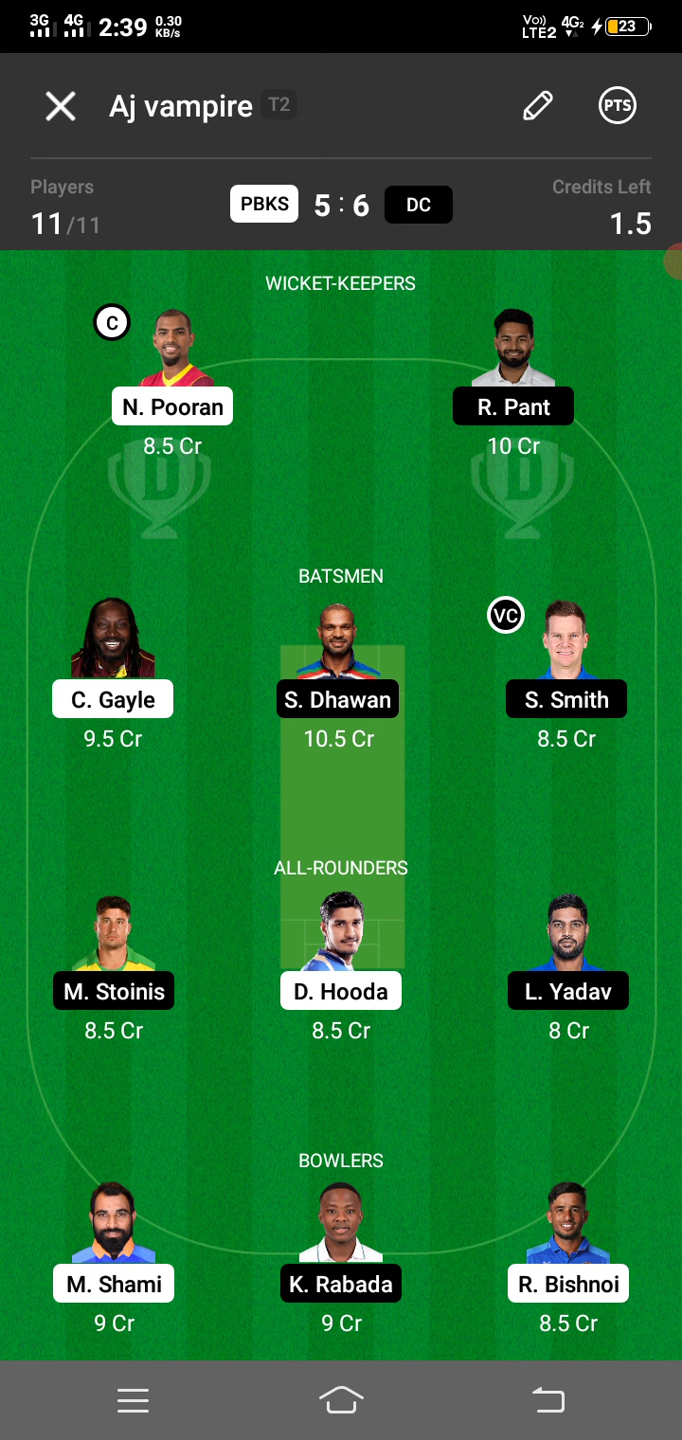 3G 4G 2:39 0.30 KB/s Vo)) LTE2 4G2 23
Aj vampire T2 PTS
Players Credits Left
11/11 PBKS 5 : 6 DC 1.5
WICKET-KEEPERS
C
N. Pooran R. Pant
8.5 Cr 10 Cr
D D
BATSMEN
VC
C. Gayle S. Dhawan S. Smith
9.5 Cr 10.5 Cr 8.5 Cr
ALL-ROUNDERS
M. Stoinis D. Hooda L. Yadav
8.5 Cr 8.5 Cr 8 Cr
BOWLERS
M. Shami K. Rabada R. Bishnoi
9 Cr 9 Cr 8.5 Cr